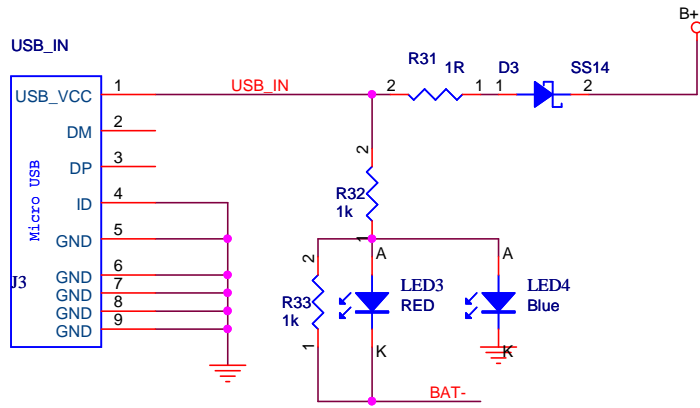 B+
USB_IN
R31
1R
D3
SS14
USB_VCC
1
USB_IN
2
1
1
2
DM
2
DP
3
2
ID
4
R32
1k
Micro USB
GND
5
1
A
A
GND
6
2
J3
GND
7
R33
1k
LED3
RED
LED4
Blue
GND
8
GND
9
1
K
K
BAT-